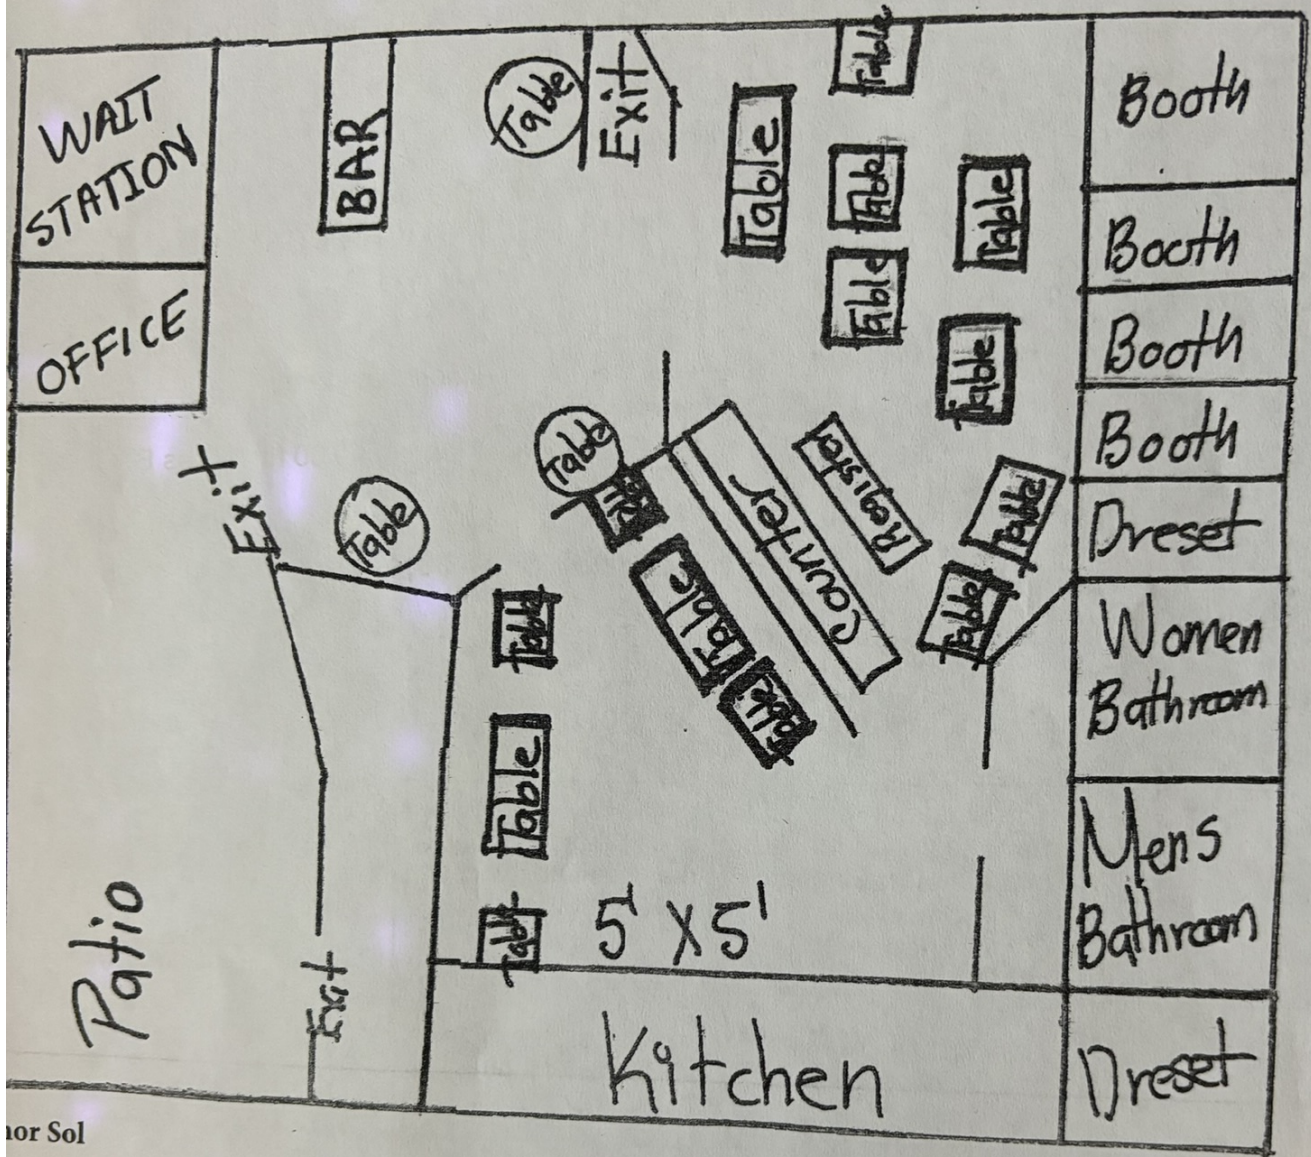 WAIT
STATION
OFFICE
BAR
Table
Exit
Table
Table
Table
Table
Table
Table
Booth
Booth
Booth
Booth
Dreset
Women
Bathroom
Mens
Bathroom
Dreset
Exit
Table
Table
Counter
Register
Table
Table
Table
Table
Table
Table
Table
Table
5' X 5'
Patio
Exit
Kitchen
nor Sol